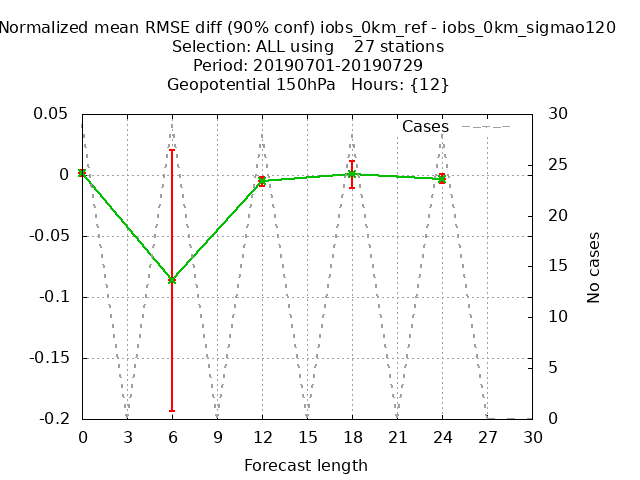 Normalized mean RMSE diff (90% conf) iobs_0km_ref - iobs_0km_sigmao120
Selection: ALL using 27 stations
Period: 20190701-20190729
Geopotential 150hPa Hours: {12}
0.05
0
-0.05
-0.1
-0.15
-0.2
Cases
30
25
20
15
10
5
0
No cases
0 3 6 9 12 15 18 21 24 27 30
Forecast length